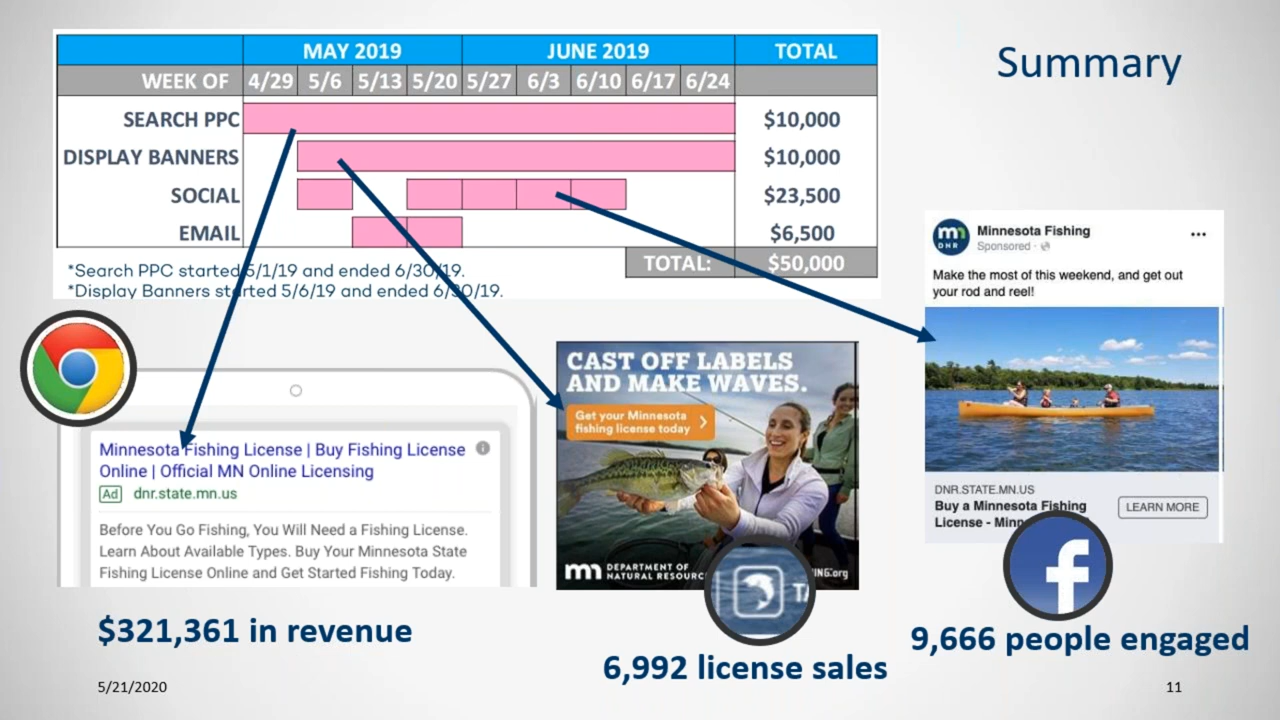 Summary
MAY 2019 JUNE 2019 TOTAL
WEEK OF 4/29 5/6 5/13 5/20 5/27 6/3 6/10 6/17 6/24
SEARCH PPC $10,000
DISPLAY BANNERS $10,000
SOCIAL $23,500
EMAIL $6,500
TOTAL: $50,000
*Search PPC started 5/1/19 and ended 6/30/19.
*Display Banners started 5/6/19 and ended 6/30/19.
Minnesota Fishing License | Buy Fishing License
Online | Official MN Online Licensing
Ad dnr.state.mn.us
Before You Go Fishing, You Will Need a Fishing License.
Learn About Available Types. Buy Your Minnesota State
Fishing License Online and Get Started Fishing Today.
$321,361 in revenue
CAST OFF LABELS
AND MAKE WAVES.
Get your Minnesota
fishing license today
DEPARTMENT OF
NATURAL RESOURC
ING.org
6,992 license sales
DNR
Minnesota Fishing
Sponsored
Make the most of this weekend, and get out
your rod and reel!
DNR.STATE.MN.US
Buy a Minnesota Fishing
License - Minn
LEARN MORE
f
9,666 people engaged
5/21/2020
11